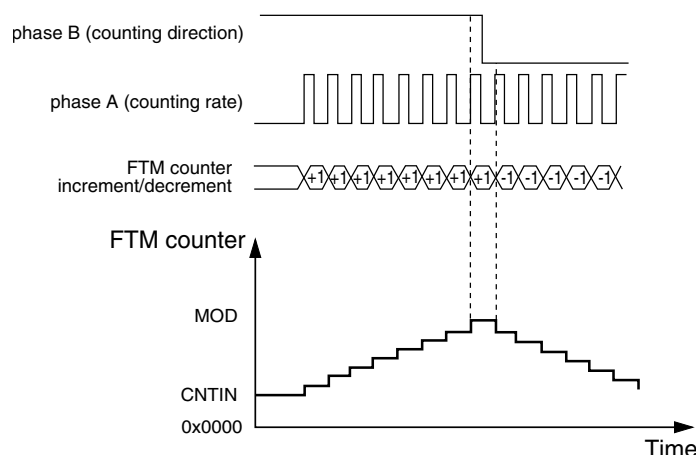 phase B (counting direction)
phase A (counting rate)
FTM counter
increment/decrement
+1 +1 +1 +1 +1 +1 +1 +1 -1 -1 -1 -1 -1
FTM counter
MOD
CNTIN
0x0000
Time